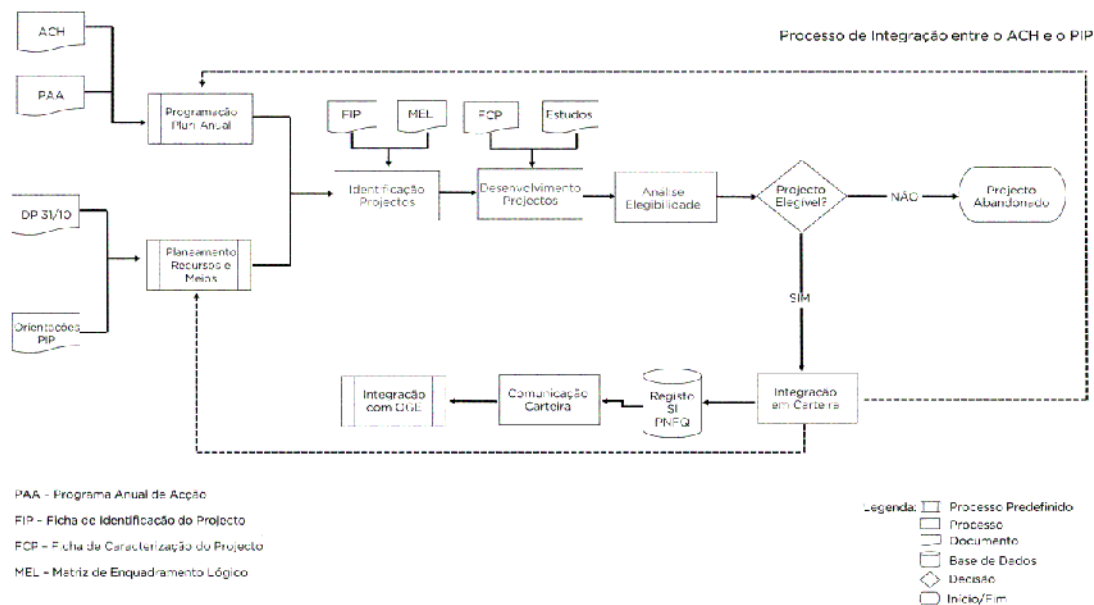 Processo de Integração entre o ACH e o PIP
ACH
PAA
Programação
Pluri Anual
FIP
MEL
FCP
Estudos
Identificação
Projectos
Desenvolvimento
Projectos
Análise
Elegibilidade
Projecto
Elegível?
NÃO
Projecto
Abandonado
DP 31/10
Planeamento
Recursos e
Meios
Orientações
PIP
SIM
Integração
com OGE
Comunicação
Carteira
Registo
SI
PNFQ
Integração
em Carteira
PAA - Programa Anual de Acção
FIP - Ficha de Identificação do Projecto
FCP - Ficha de Caracterização do Projecto
MEL - Matriz de Enquadramento Lógico
Legenda:
Processo Predefinido
Processo
Documento
Base de Dados
Decisão
Início/Fim